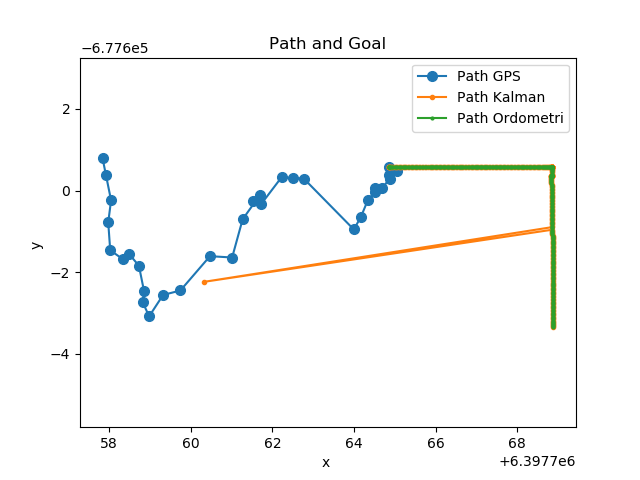 Path and Goal
−6.776e5
Path GPS
Path Kalman
Path Ordometri
2
0
−2
−4
y
58 60 62 64 66 68
x
+6.3977e6